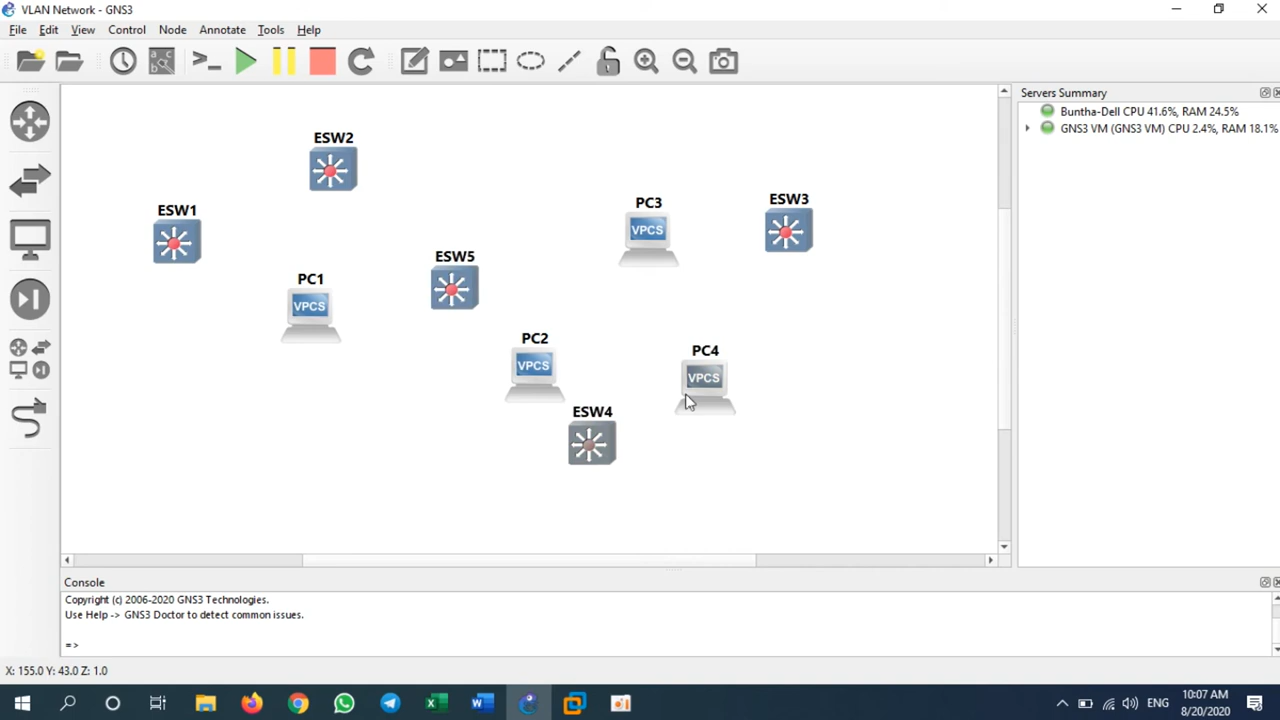 VLAN Network - GNS3
File Edit View Control Node Annotate Tools Help
Servers Summary
Buntha-Dell CPU 41.6%, RAM 24.5%
GNS3 VM (GNS3 VM) CPU 2.4%, RAM 18.1%
ESW2
ESW1
PC3
VPCS
ESW3
ESW5
PC1
VPCS
PC2
VPCS
PC4
VPCS
ESW4
Console
Copyright (c) 2006-2020 GNS3 Technologies.
Use Help -> GNS3 Doctor to detect common issues.
=>
X: 155.0 Y: 43.0 Z: 1.0
ENG
10:07 AM
8/20/2020